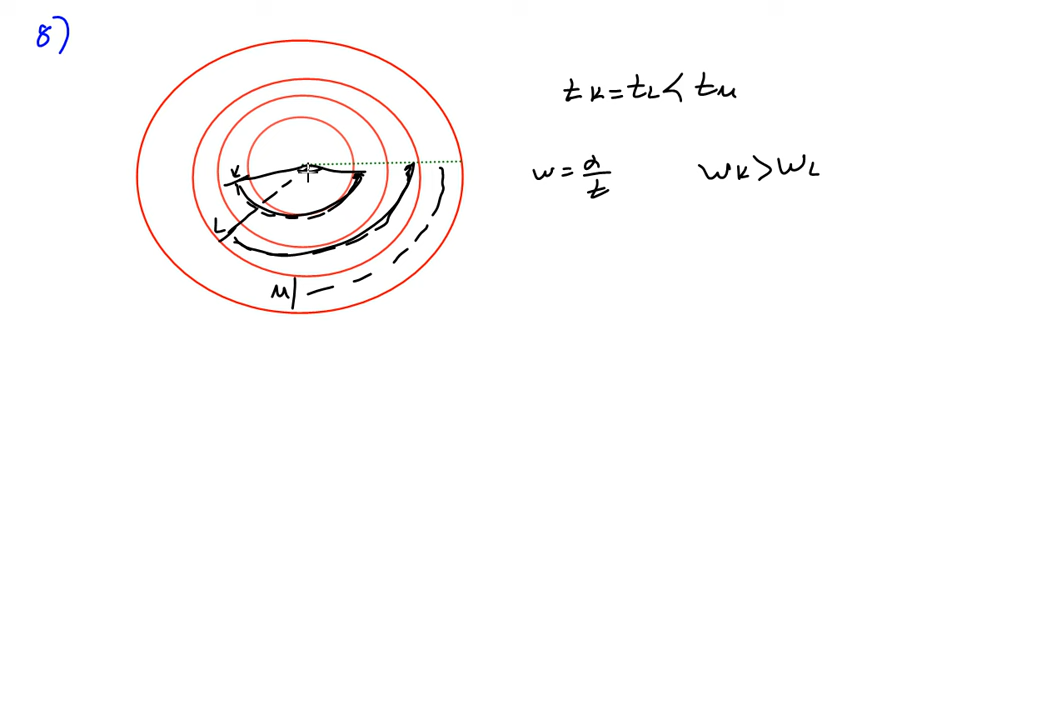 8)
tK = tL < tM
K
w = α/t wK > wL
L
M